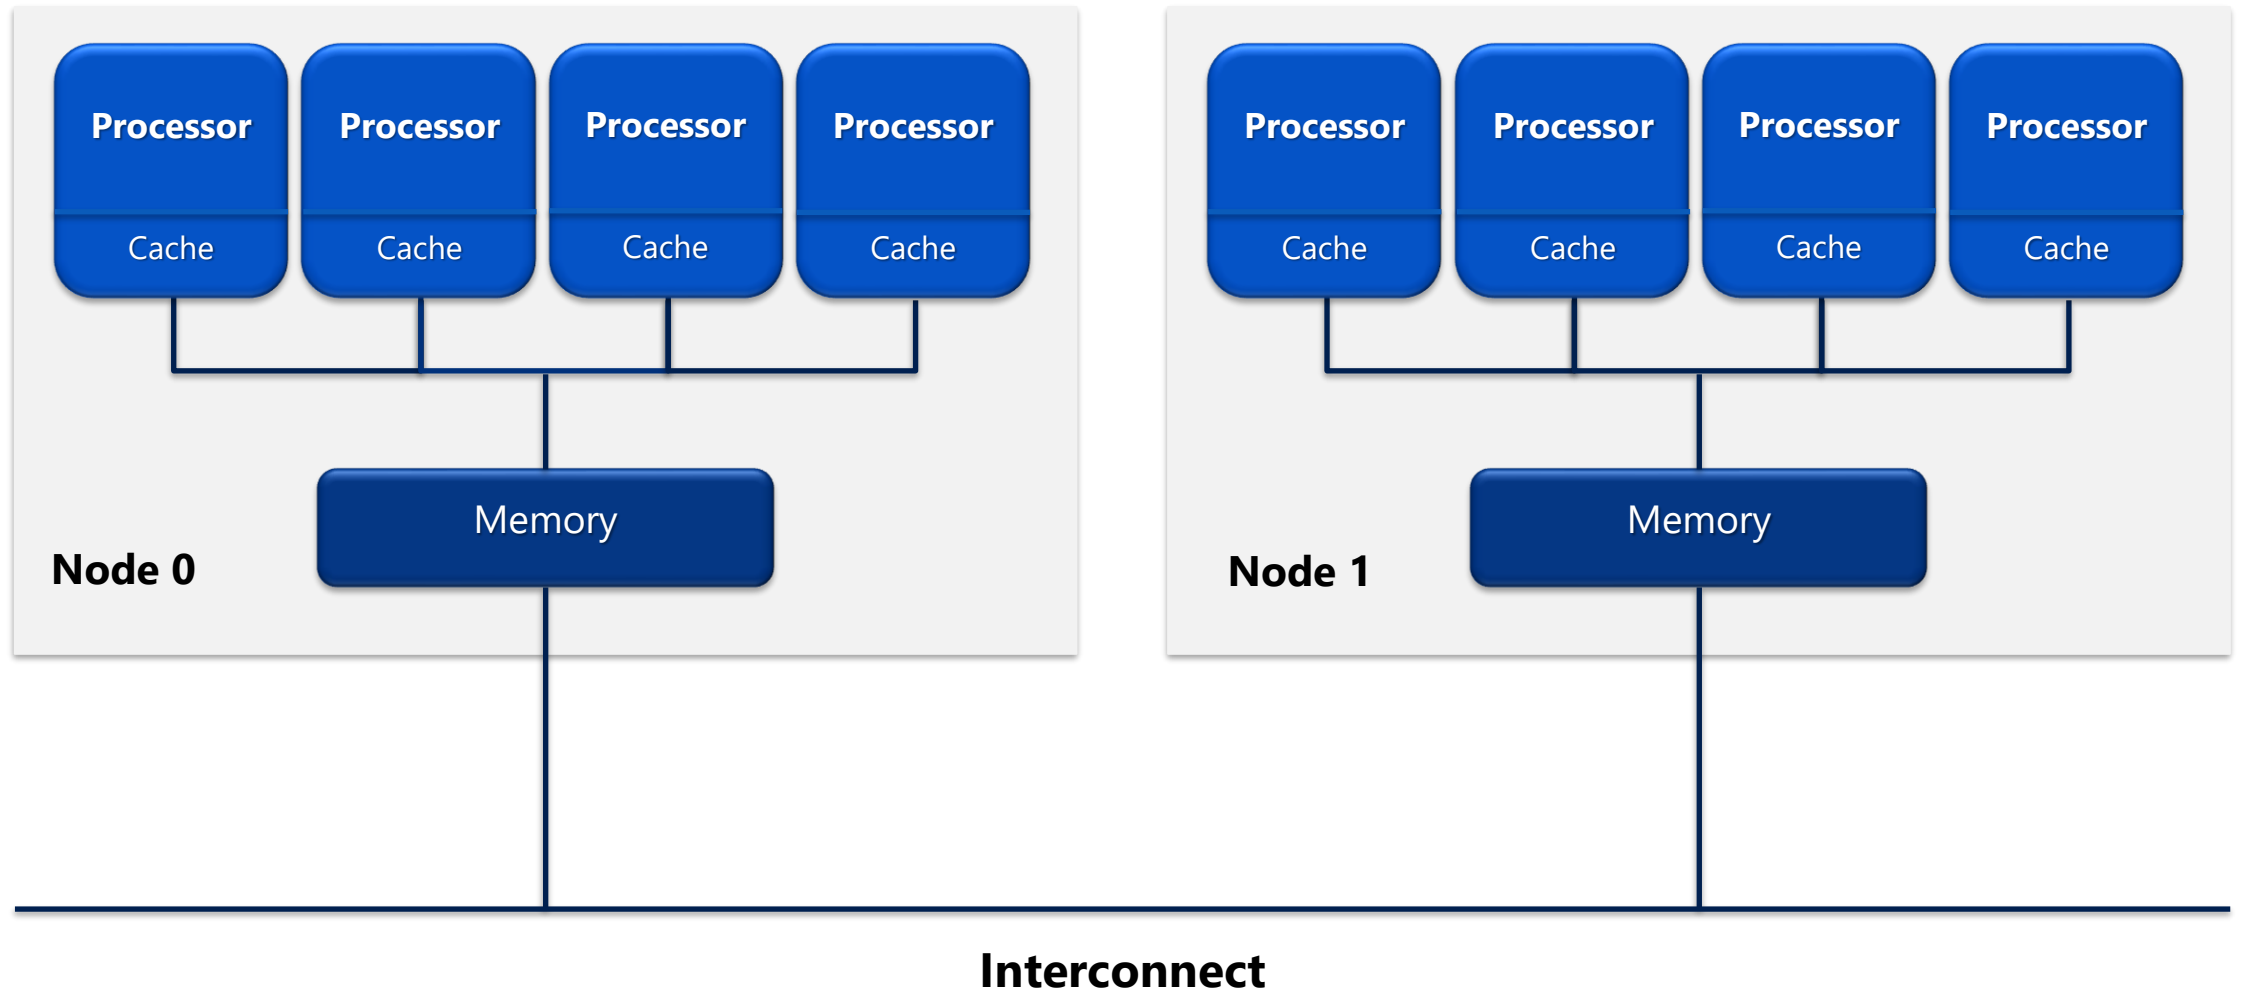 Processor Processor Processor Processor
Cache Cache Cache Cache
Memory
Node 0
Processor Processor Processor Processor
Cache Cache Cache Cache
Memory
Node 1
Interconnect